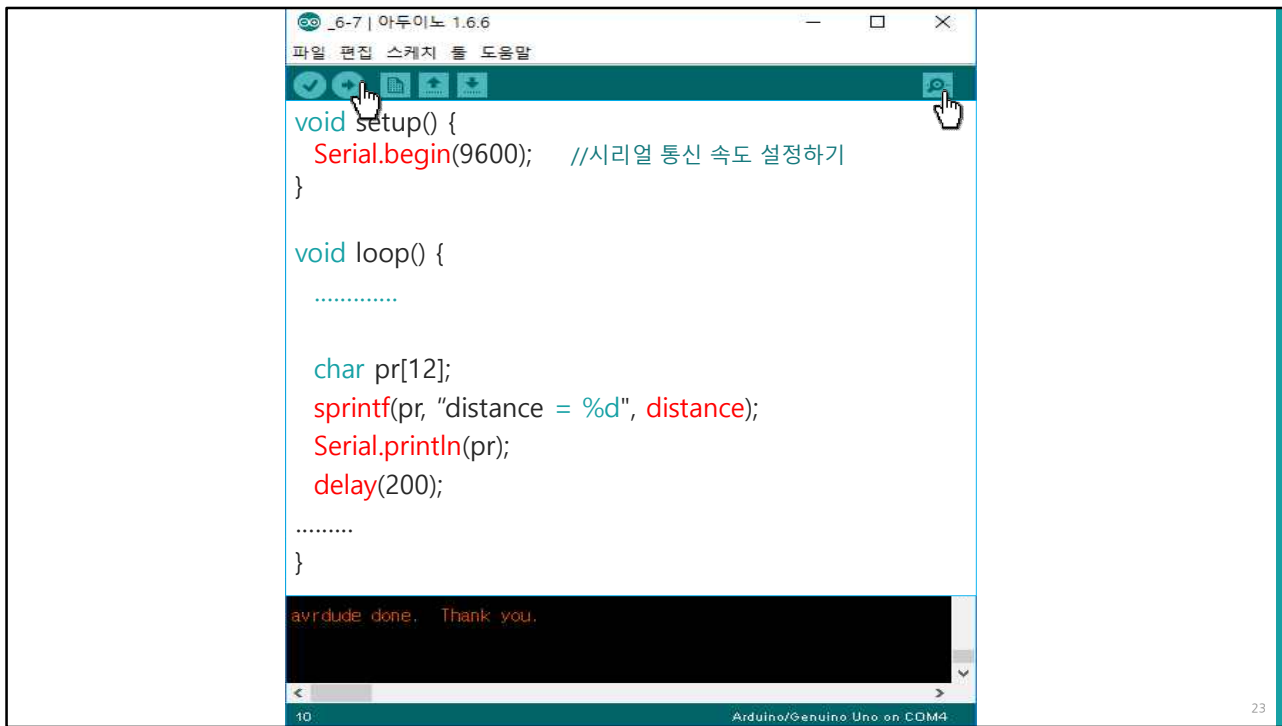 _6-7 | 아두이노 1.6.6
파일 편집 스케치 툴 도움말
void setup() {
Serial.begin(9600); //시리얼 통신 속도 설정하기
}
void loop() {
.............
char pr[12];
sprintf(pr, “distance = %d", distance);
Serial.println(pr);
delay(200);
.........
}
avrdude done. Thank you.
10 Arduino/Genuino Uno on COM4
23